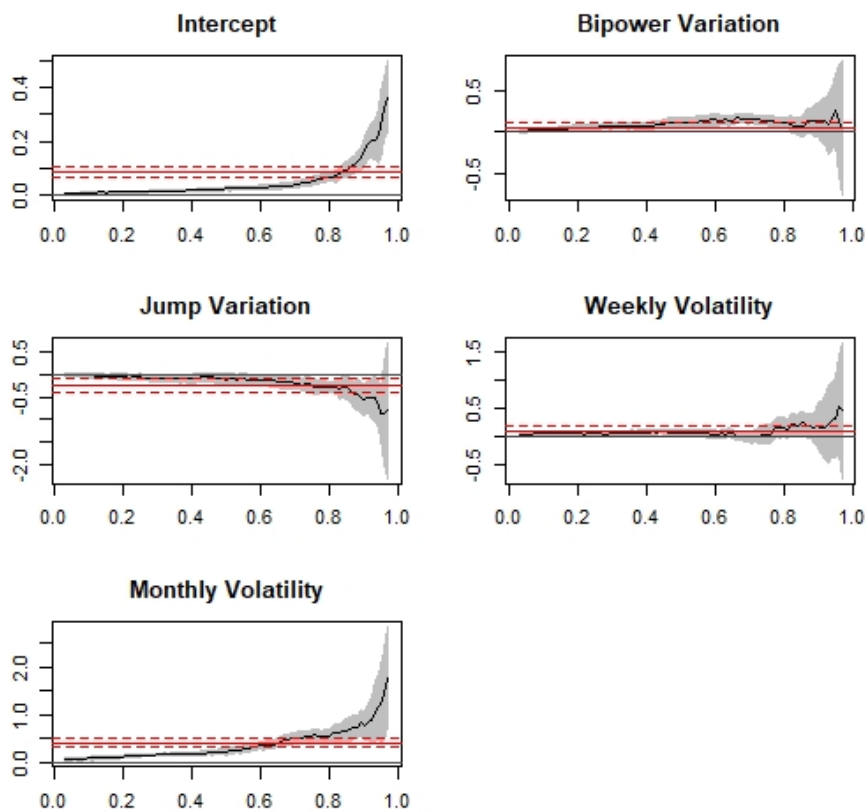 Intercept
0.0 0.2 0.4
0.0 0.2 0.4 0.6 0.8 1.0
Bipower Variation
-0.5 0.5
0.0 0.2 0.4 0.6 0.8 1.0
Jump Variation
-2.0 -0.5 0.5
0.0 0.2 0.4 0.6 0.8 1.0
Weekly Volatility
-0.5 0.5 1.5
0.0 0.2 0.4 0.6 0.8 1.0
Monthly Volatility
0.0 1.0 2.0
0.0 0.2 0.4 0.6 0.8 1.0